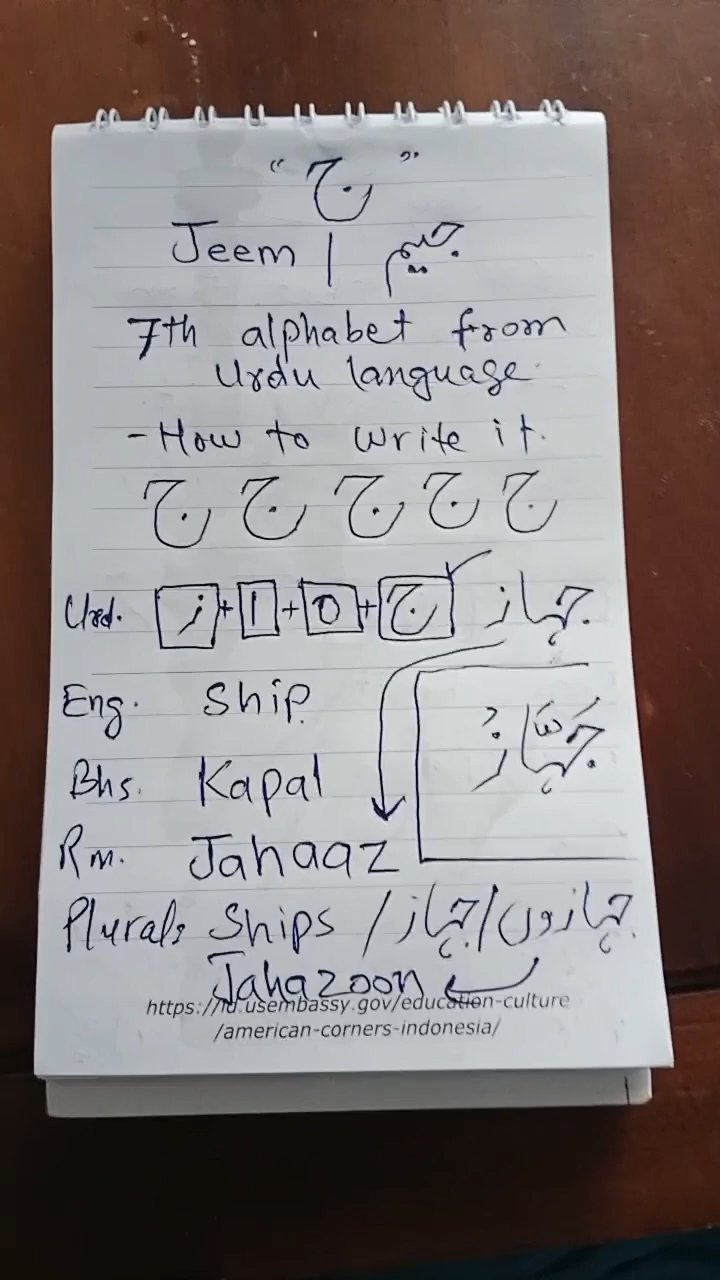 "ج"
Jeem | جیم
7th alphabet from
Urdu language.
- How to write it.
ج ج ج ج ج
Urd. ز + ا + ہ + ج جہاز
Eng. Ship.
جَہَاز
Bhs. Kapal
Rm. Jahaaz
Plural: Ships / جہاز / جہازوں
Jahazoon
https://id.usembassy.gov/education-culture
/american-corners-indonesia/